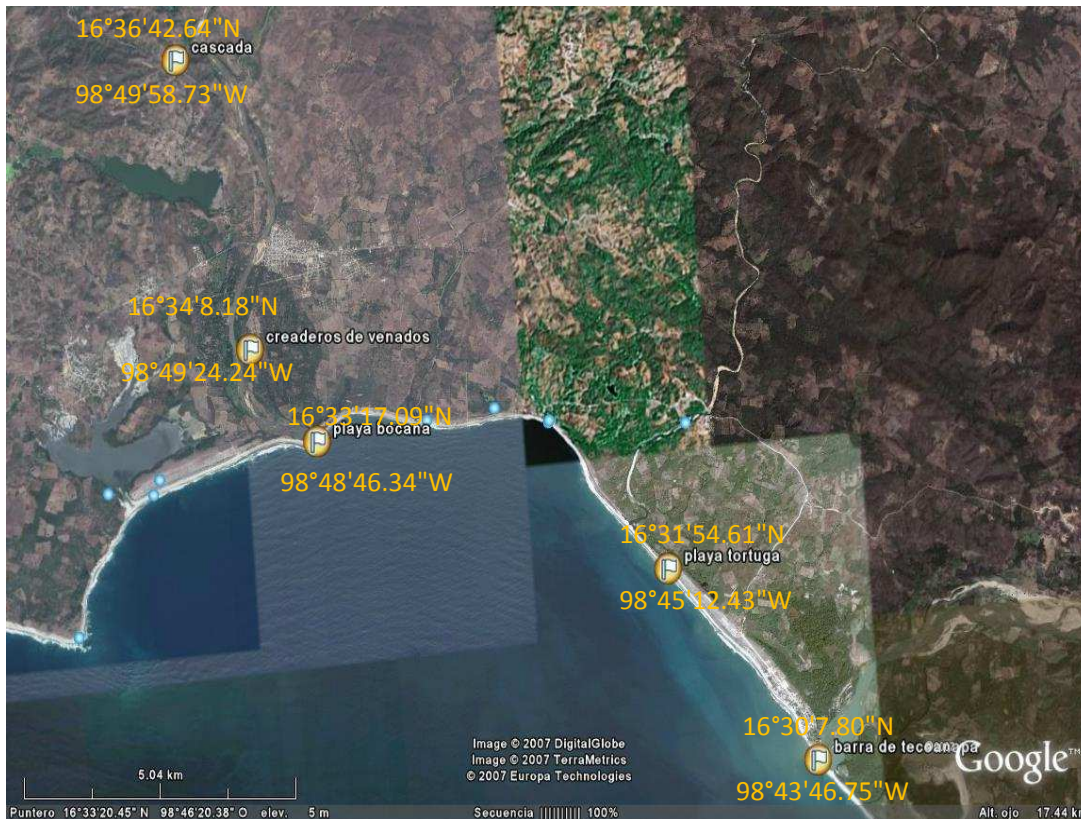 16°36'42.64"N
cascada
98°49'58.73"W
16°34'8.18"N
creaderos de venados
98°49'24.24"W
16°33'17.09"N
playa bocana
98°48'46.34"W
16°31'54.61"N
playa tortuga
98°45'12.43"W
16°30'7.80"N
barra de tecoanapa
98°43'46.75"W
Image © 2007 DigitalGlobe
Image © 2007 TerraMetrics
© 2007 Europa Technologies
Google™
5.04 km
Puntero 16°33'20.45" N 98°46'20.38" O elev. 5 m
Secuencia |||||||||| 100%
Alt. ojo 17.44 km